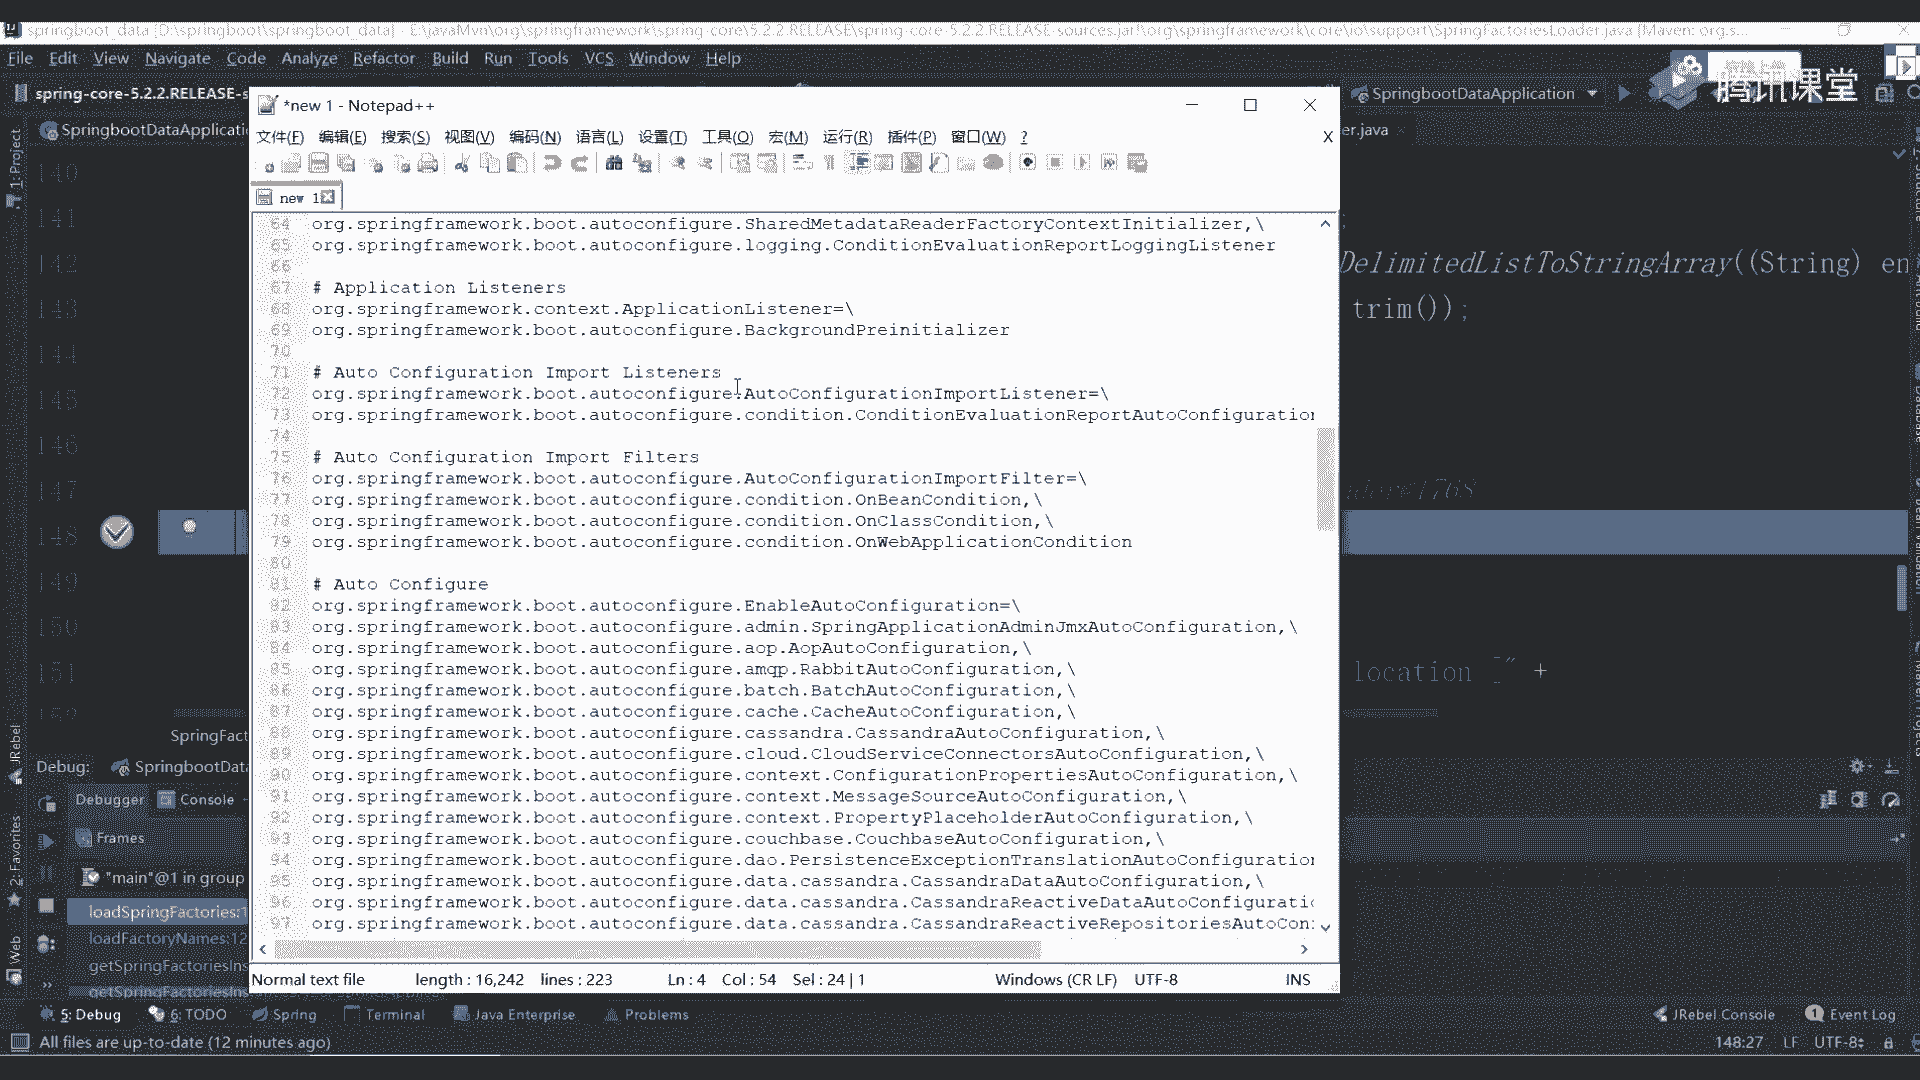 springboot_data [D:\springboot\springboot_data] - E:\javaMvn\org\springframework\spring-core\5.2.2.RELEASE\spring-core-5.2.2.RELEASE-sources.jar!\org\springframework\core\io\support\SpringFactoriesLoader.java [Maven: org.s...
File Edit View Navigate Code Analyze Refactor Build Run Tools VCS Window Help
spring-core-5.2.2.RELEASE-s
SpringbootDataApplication
腾讯课堂
SpringbootDataApplicati
er.java
*new 1 - Notepad++
文件(F) 编辑(E) 搜索(S) 视图(V) 编码(N) 语言(L) 设置(T) 工具(O) 宏(M) 运行(R) 插件(P) 窗口(W) ? X
new 1
64 org.springframework.boot.autoconfigure.SharedMetadataReaderFactoryContextInitializer,\
65 org.springframework.boot.autoconfigure.logging.ConditionEvaluationReportLoggingListener
66
67 # Application Listeners
68 org.springframework.context.ApplicationListener=\
69 org.springframework.boot.autoconfigure.BackgroundPreinitializer
70
71 # Auto Configuration Import Listeners
72 org.springframework.boot.autoconfigure.AutoConfigurationImportListener=\
73 org.springframework.boot.autoconfigure.condition.ConditionEvaluationReportAutoConfiguration
74
75 # Auto Configuration Import Filters
76 org.springframework.boot.autoconfigure.AutoConfigurationImportFilter=\
77 org.springframework.boot.autoconfigure.condition.OnBeanCondition,\
78 org.springframework.boot.autoconfigure.condition.OnClassCondition,\
79 org.springframework.boot.autoconfigure.condition.OnWebApplicationCondition
80
81 # Auto Configure
82 org.springframework.boot.autoconfigure.EnableAutoConfiguration=\
83 org.springframework.boot.autoconfigure.admin.SpringApplicationAdminJmxAutoConfiguration,\
84 org.springframework.boot.autoconfigure.aop.AopAutoConfiguration,\
85 org.springframework.boot.autoconfigure.amqp.RabbitAutoConfiguration,\
86 org.springframework.boot.autoconfigure.batch.BatchAutoConfiguration,\
87 org.springframework.boot.autoconfigure.cache.CacheAutoConfiguration,\
88 org.springframework.boot.autoconfigure.cassandra.CassandraAutoConfiguration,\
89 org.springframework.boot.autoconfigure.cloud.CloudServiceConnectorsAutoConfiguration,\
90 org.springframework.boot.autoconfigure.context.ConfigurationPropertiesAutoConfiguration,\
91 org.springframework.boot.autoconfigure.context.MessageSourceAutoConfiguration,\
92 org.springframework.boot.autoconfigure.context.PropertyPlaceholderAutoConfiguration,\
93 org.springframework.boot.autoconfigure.couchbase.CouchbaseAutoConfiguration,\
94 org.springframework.boot.autoconfigure.dao.PersistenceExceptionTranslationAutoConfiguration
95 org.springframework.boot.autoconfigure.data.cassandra.CassandraDataAutoConfiguration,\
96 org.springframework.boot.autoconfigure.data.cassandra.CassandraReactiveDataAutoConfigurati
97 org.springframework.boot.autoconfigure.data.cassandra.CassandraReactiveRepositoriesAutoCon
Normal text file length : 16,242 lines : 223 Ln : 4 Col : 54 Sel : 24 | 1 Windows (CR LF) UTF-8 INS
1: Project
JRebel
2: Favorites
Web
140
141
142 DelimitedListToStringArray((String) en
143 trim());
144
145
146
147
148
149
150
151 location [" +
152
SpringFact
Debug: SpringbootData
Debugger Console
Frames
"main"@1 in group
loadSpringFactories:1
loadFactoryNames:12
getSpringFactoriesIns
getSpringFactoriesIns
5: Debug 6: TODO Spring Terminal Java Enterprise Problems JRebel Console 1 Event Log
All files are up-to-date (12 minutes ago) 148:27 LF UTF-8